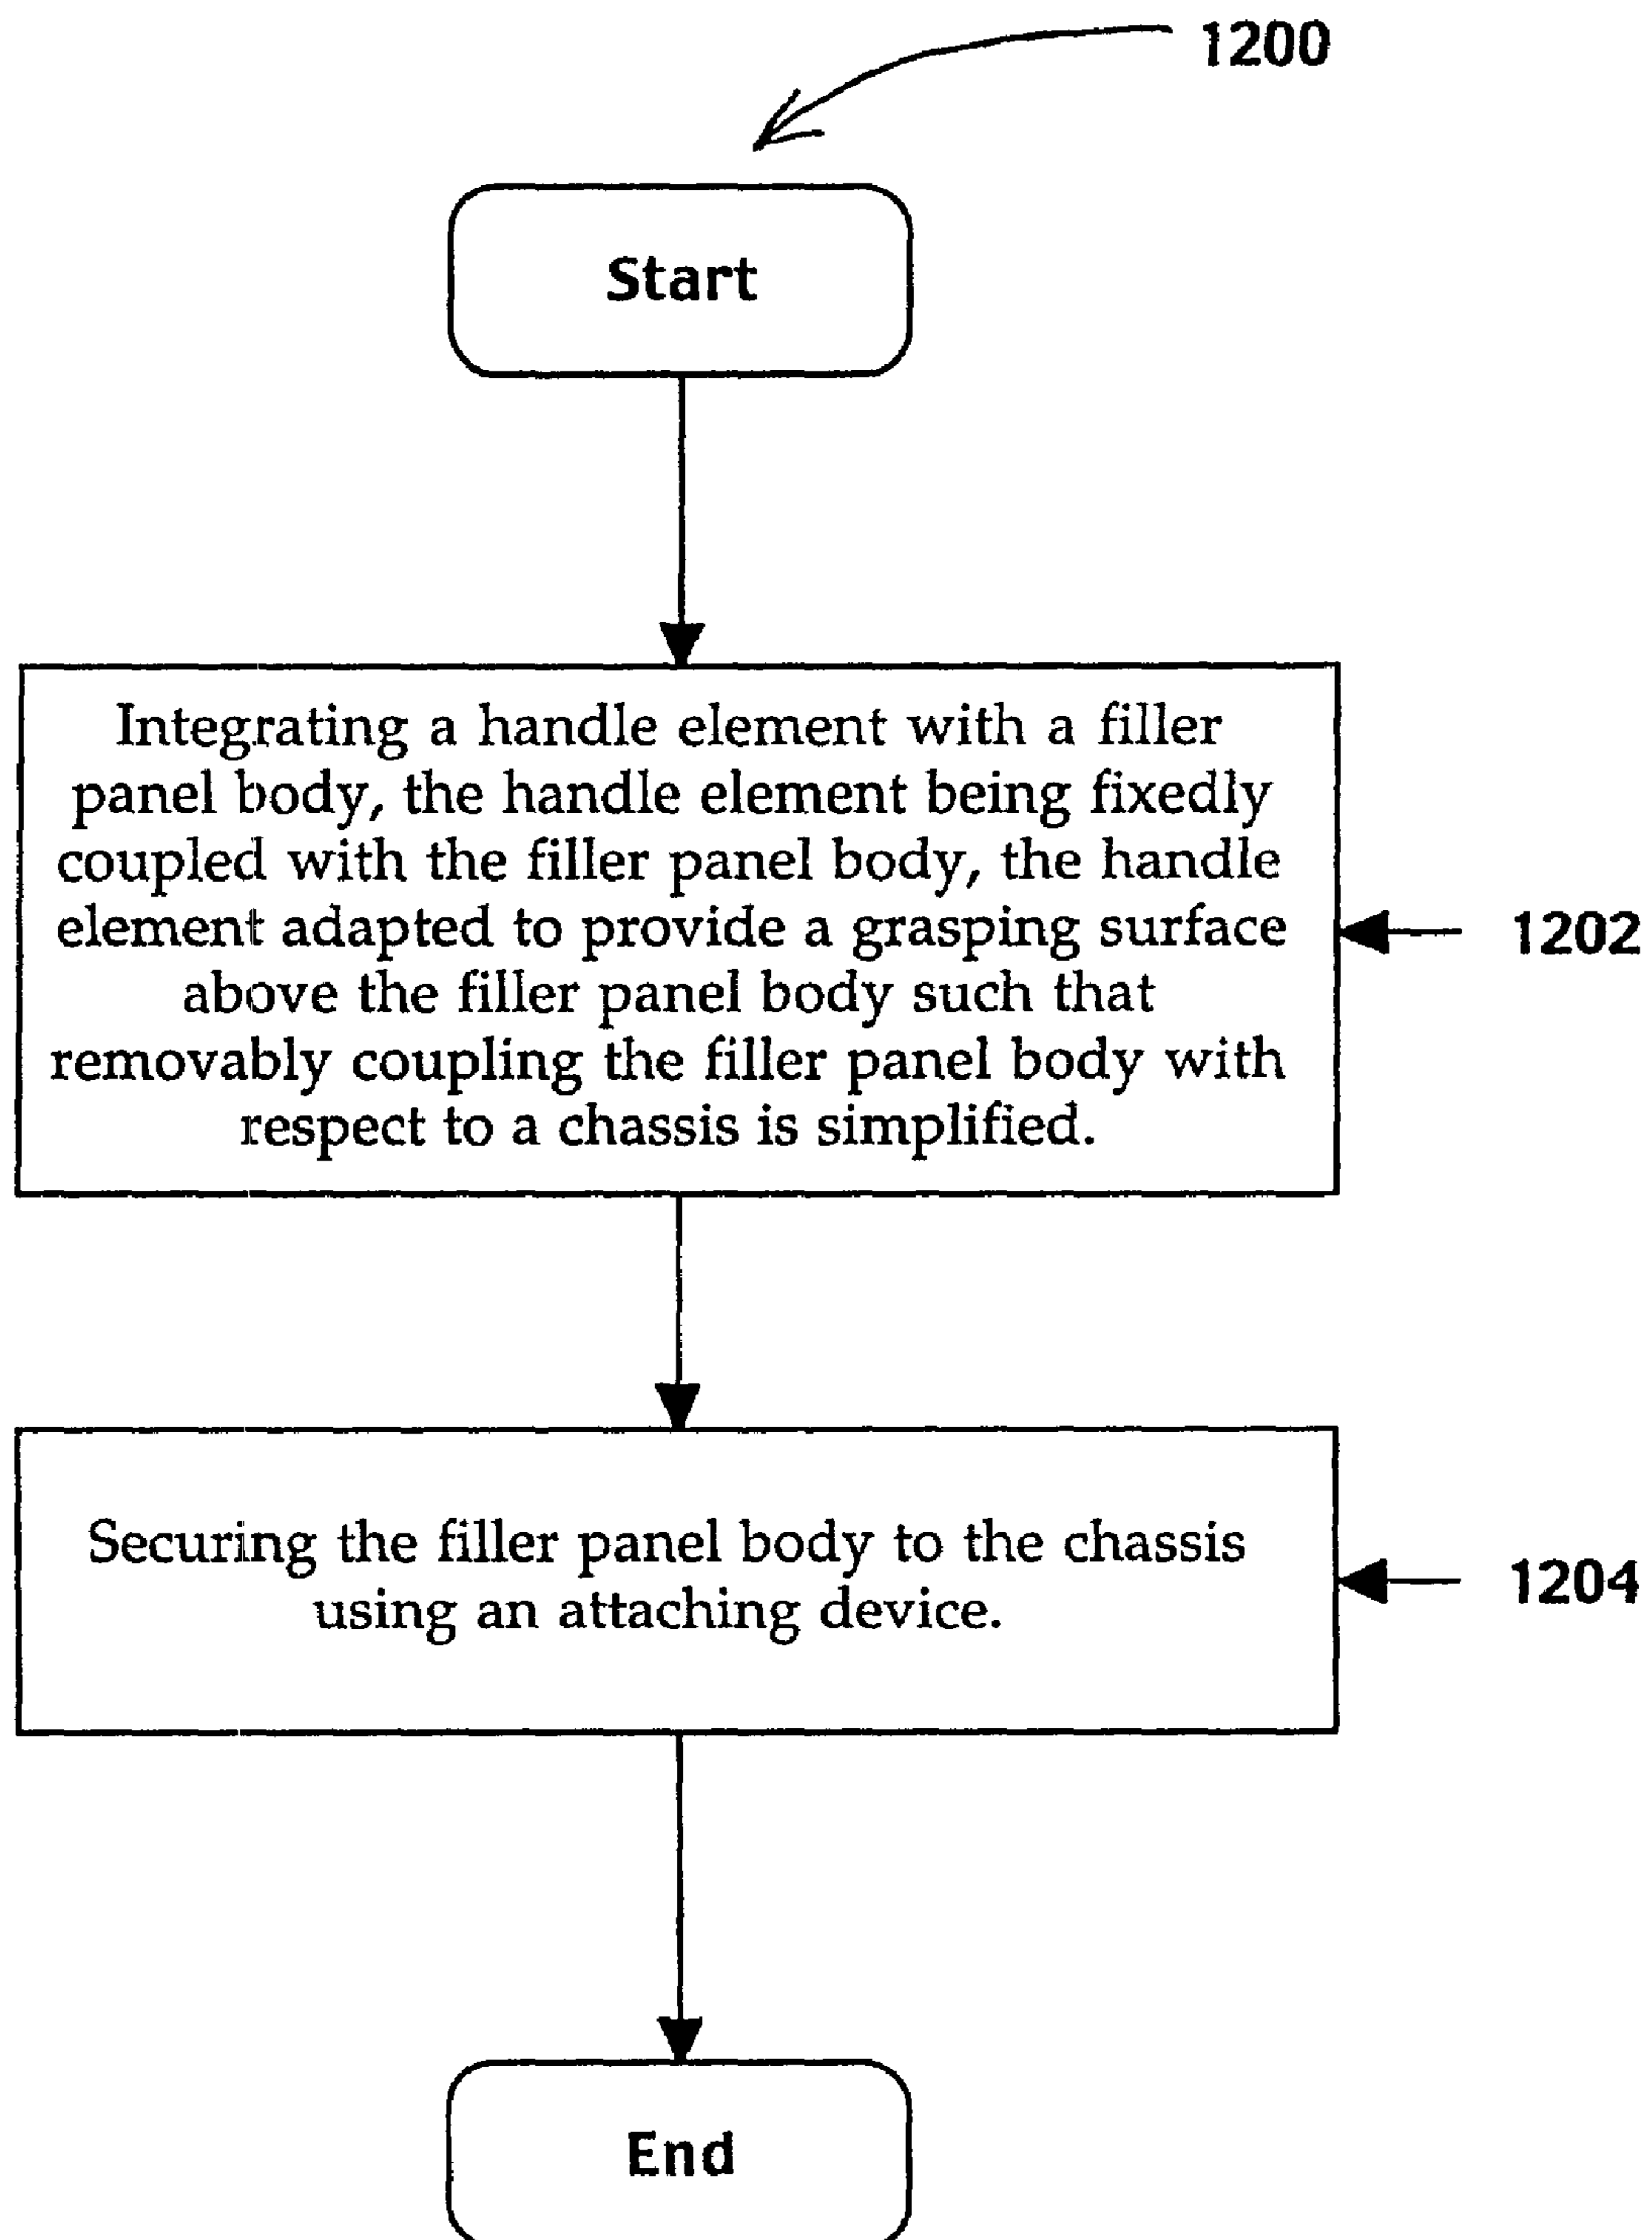 1200
Start
Integrating a handle element with a filler
panel body, the handle element being fixedly
coupled with the filler panel body, the handle
element adapted to provide a grasping surface
above the filler panel body such that
removably coupling the filler panel body with
respect to a chassis is simplified.
1202
Securing the filler panel body to the chassis
using an attaching device.
1204
End